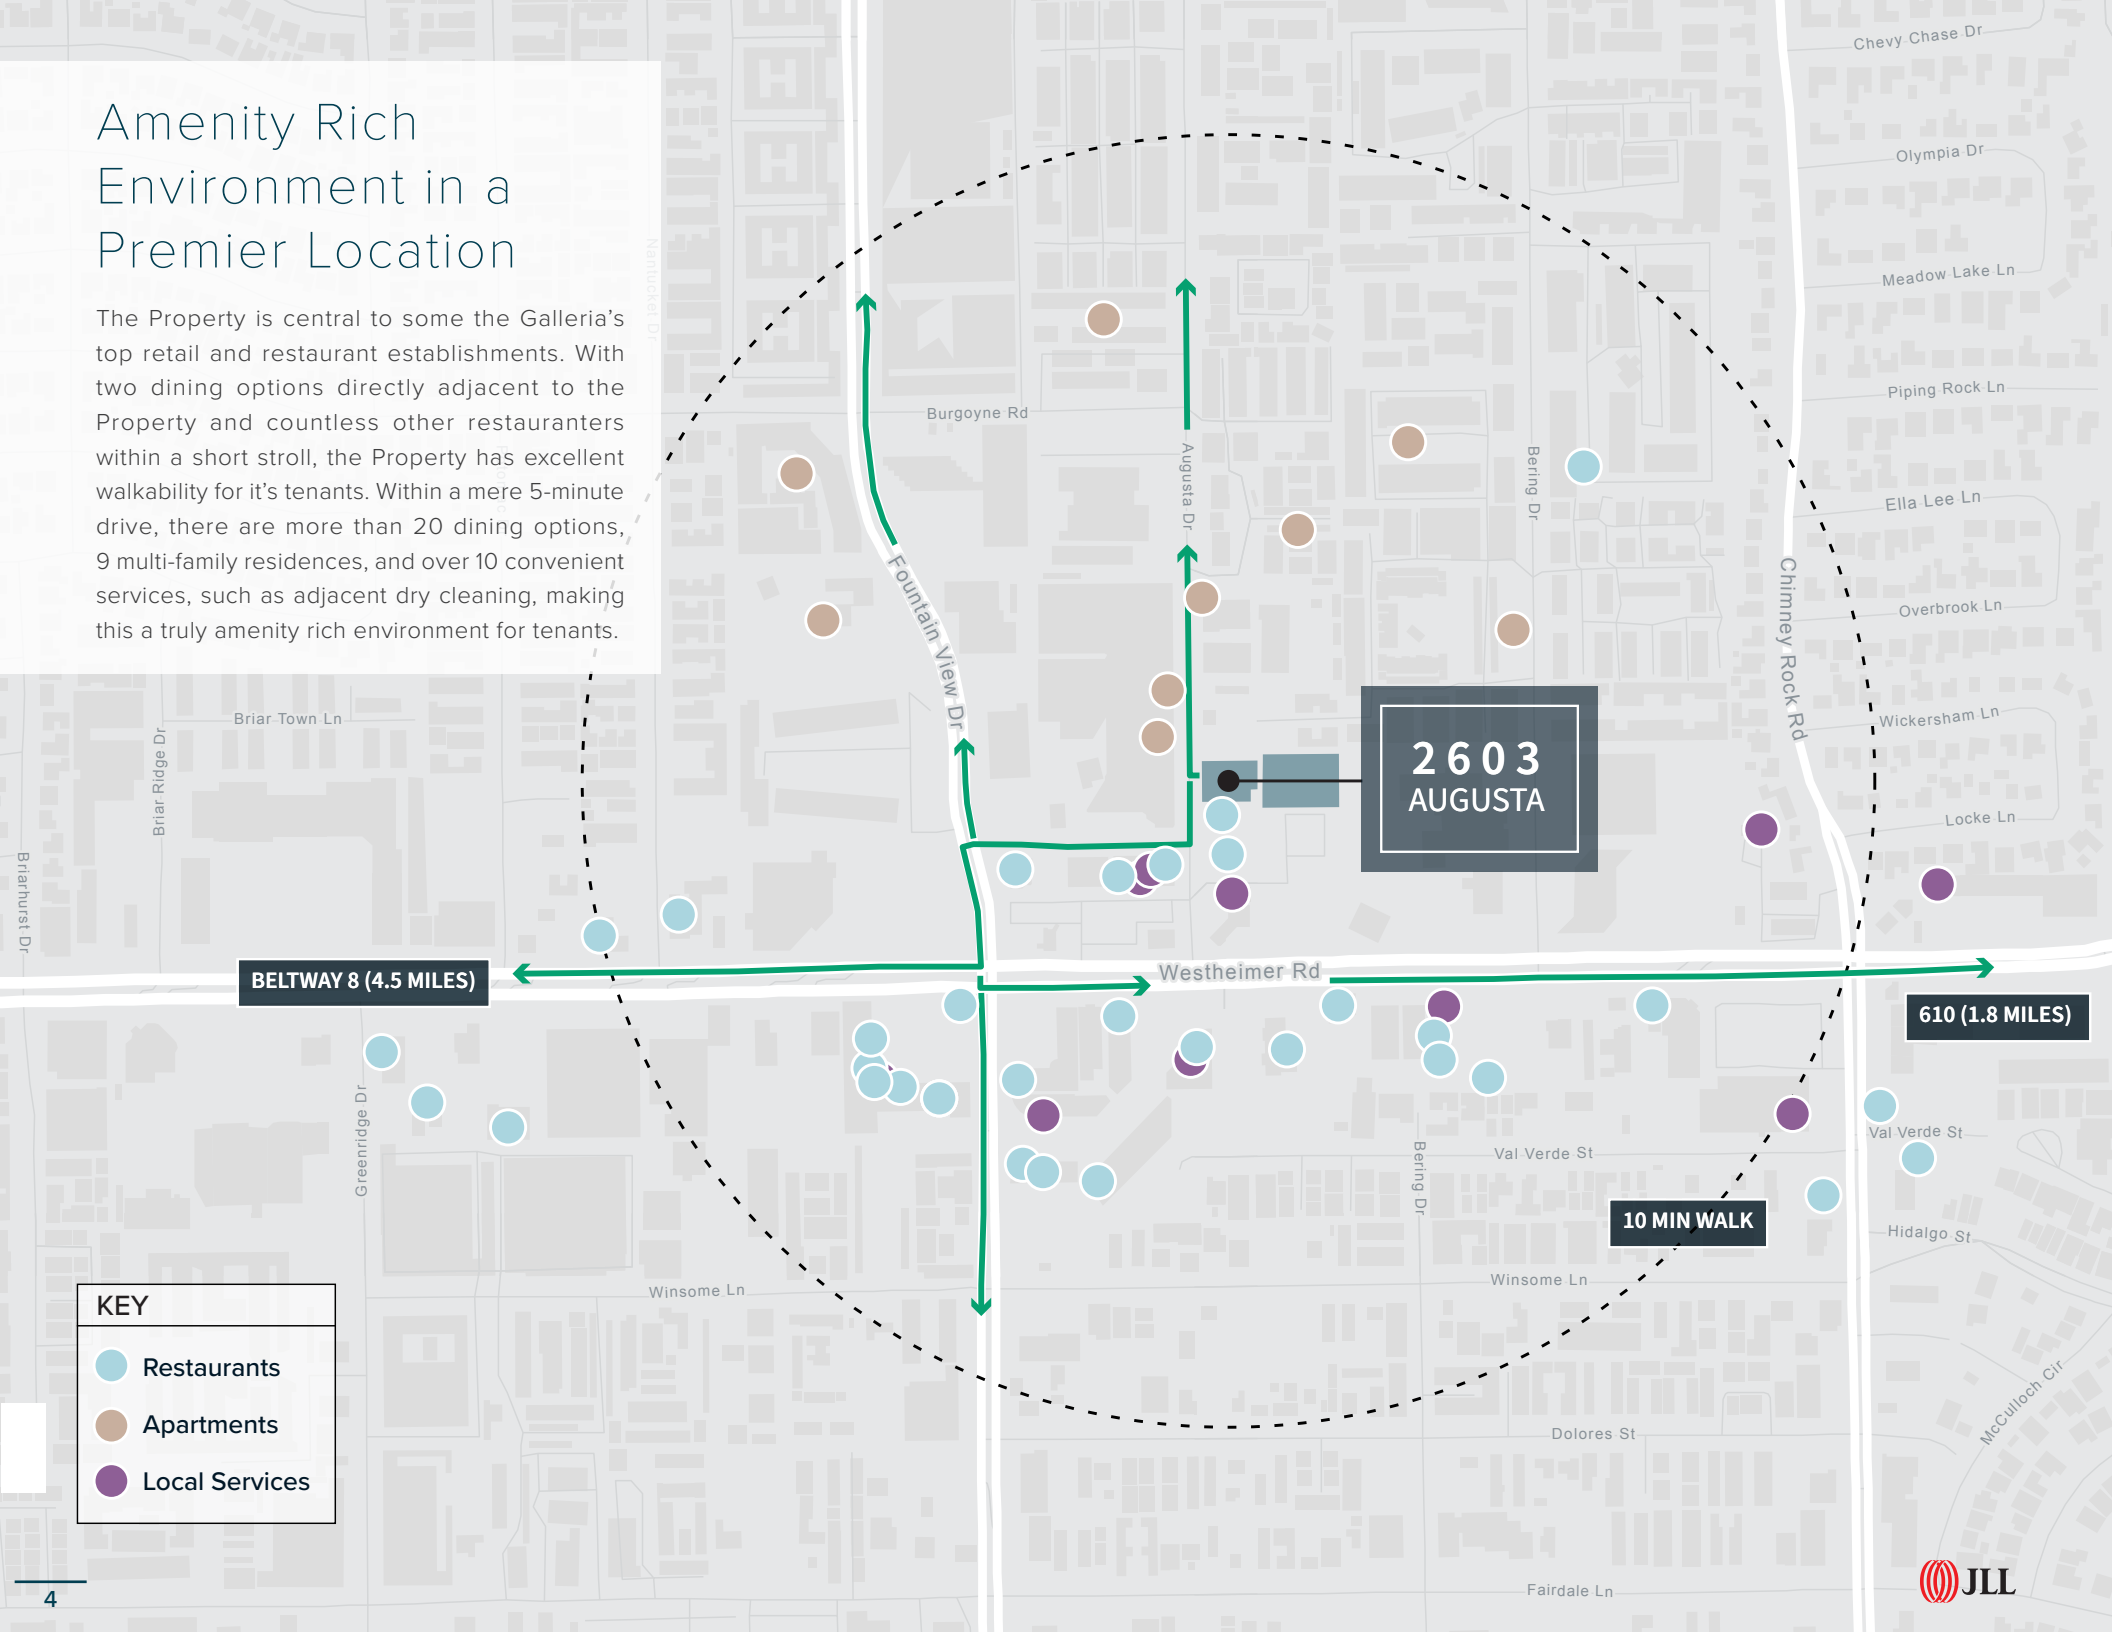 Amenity Rich
Environment in a
Premier Location
The Property is central to some the Galleria's
top retail and restaurant establishments. With
two dining options directly adjacent to the
Property and countless other restauranters
within a short stroll, the Property has excellent
walkability for it's tenants. Within a mere 5-minute
drive, there are more than 20 dining options,
9 multi-family residences, and over 10 convenient
services, such as adjacent dry cleaning, making
this a truly amenity rich environment for tenants.
Chevy Chase Dr
Olympia Dr
Nantucket Dr
Meadow Lake Ln
Piping Rock Ln
Burgoyne Rd
Augusta Dr
Bering Dr
Ella Lee Ln
Fountain View Dr
Chimney Rock Rd
Overbrook Ln
Wickersham Ln
Briar Town Ln
Briar Ridge Dr
2603
AUGUSTA
Locke Ln
Briarhurst Dr
Westheimer Rd
BELTWAY 8 (4.5 MILES)
610 (1.8 MILES)
Greenridge Dr
Bering Dr
Val Verde St
Val Verde St
10 MIN WALK
Hidalgo St
Winsome Ln
Winsome Ln
KEY
Restaurants
Apartments
Local Services
McCulloch Cir
Dolores St
Fairdale Ln
4
JLL